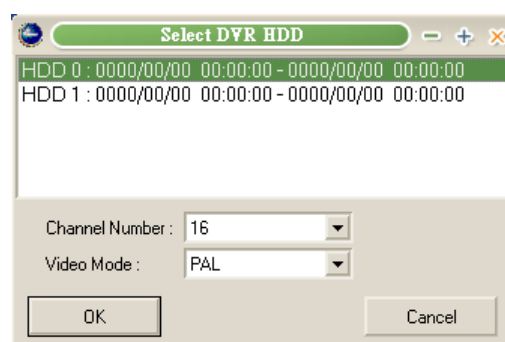 Select DVR HDD
HDD 0 : 0000/00/00 00:00:00 - 0000/00/00 00:00:00
HDD 1 : 0000/00/00 00:00:00 - 0000/00/00 00:00:00
Channel Number : 16
Video Mode : PAL
OK Cancel